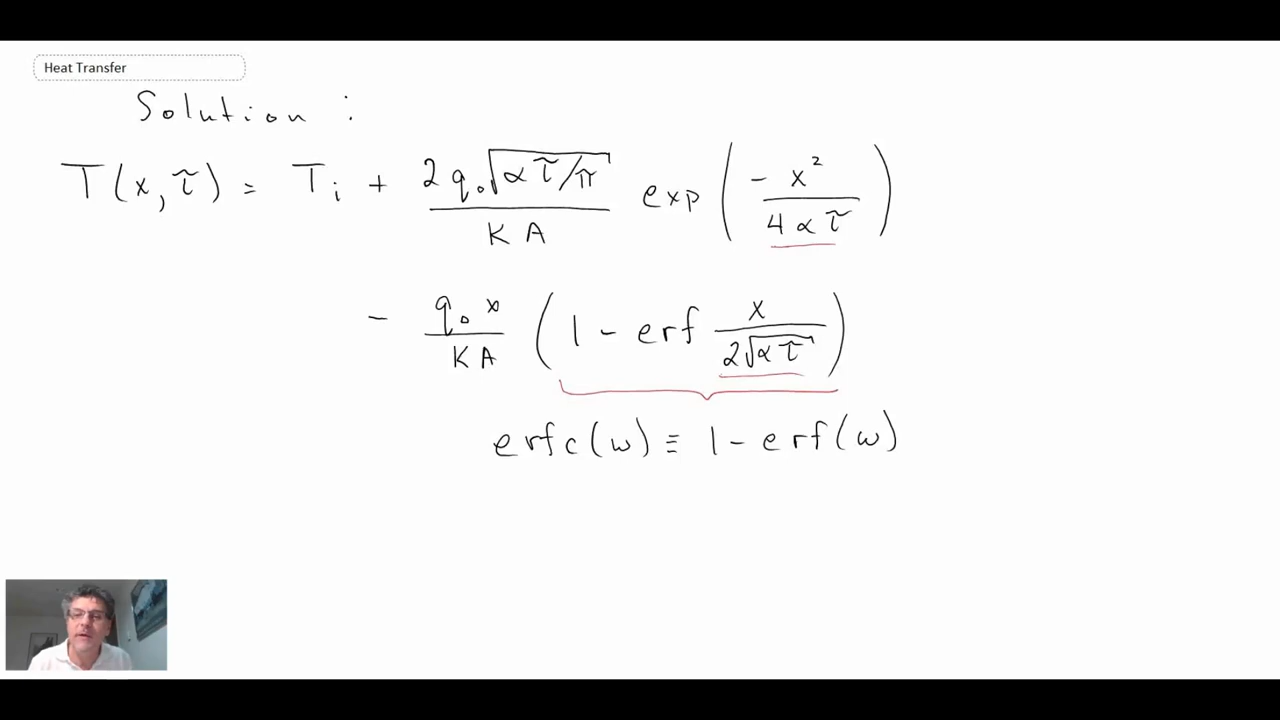 Heat Transfer
Solution :
T(x,τ) = Ti + 2q₀√(ατ/π) / KA exp(-x² / 4ατ)
- q₀x / KA (1 - erf x / 2√ατ)
erfc(w) ≡ 1 - erf(w)